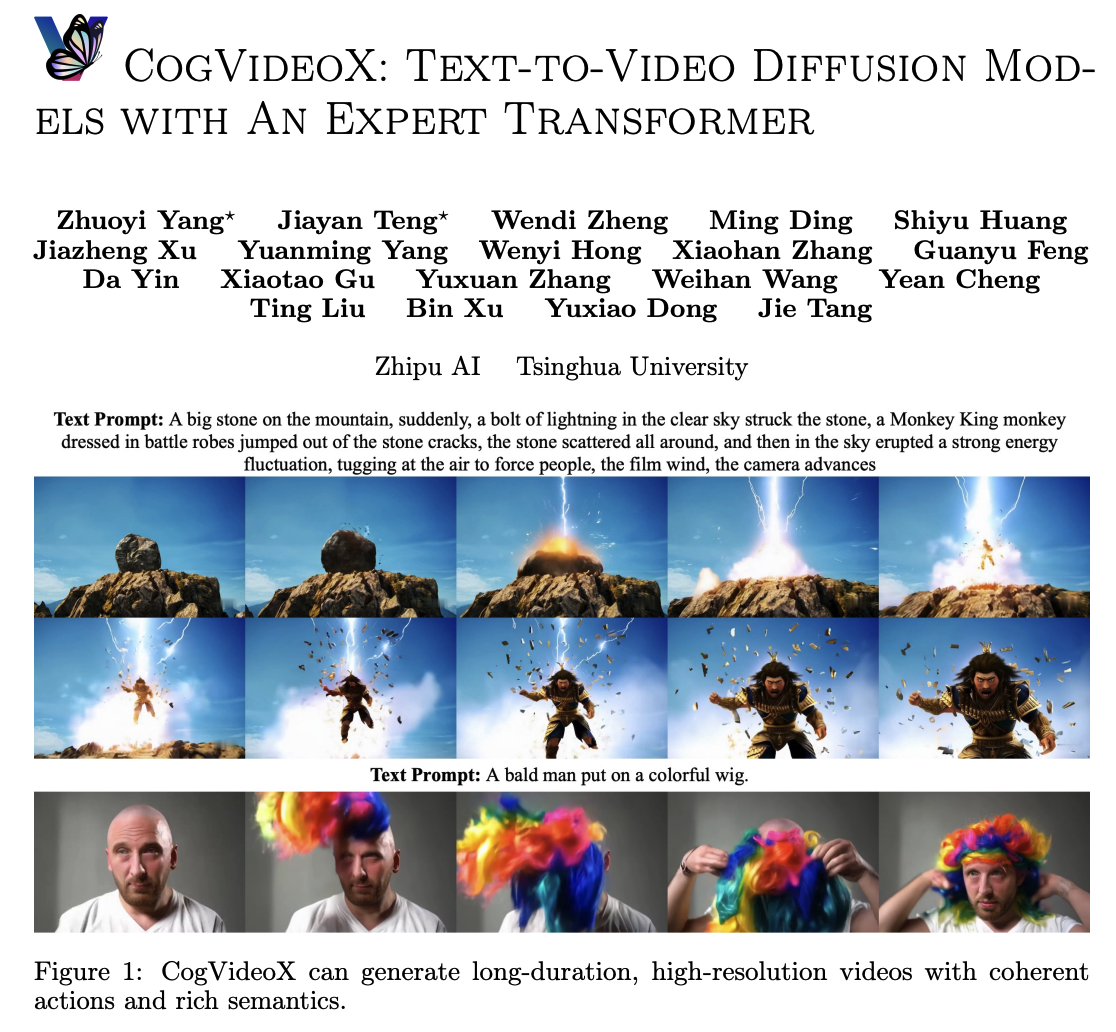 COGVIDEOX: TEXT-TO-VIDEO DIFFUSION MOD-
ELS WITH AN EXPERT TRANSFORMER
Zhuoyi Yang⋆ Jiayan Teng⋆ Wendi Zheng Ming Ding Shiyu Huang
Jiazheng Xu Yuanming Yang Wenyi Hong Xiaohan Zhang Guanyu Feng
Da Yin Xiaotao Gu Yuxuan Zhang Weihan Wang Yean Cheng
Ting Liu Bin Xu Yuxiao Dong Jie Tang
Zhipu AI Tsinghua University
Text Prompt: A big stone on the mountain, suddenly, a bolt of lightning in the clear sky struck the stone, a Monkey King monkey
dressed in battle robes jumped out of the stone cracks, the stone scattered all around, and then in the sky erupted a strong energy
fluctuation, tugging at the air to force people, the film wind, the camera advances
Text Prompt: A bald man put on a colorful wig.
Figure 1: CogVideoX can generate long-duration, high-resolution videos with coherent
actions and rich semantics.